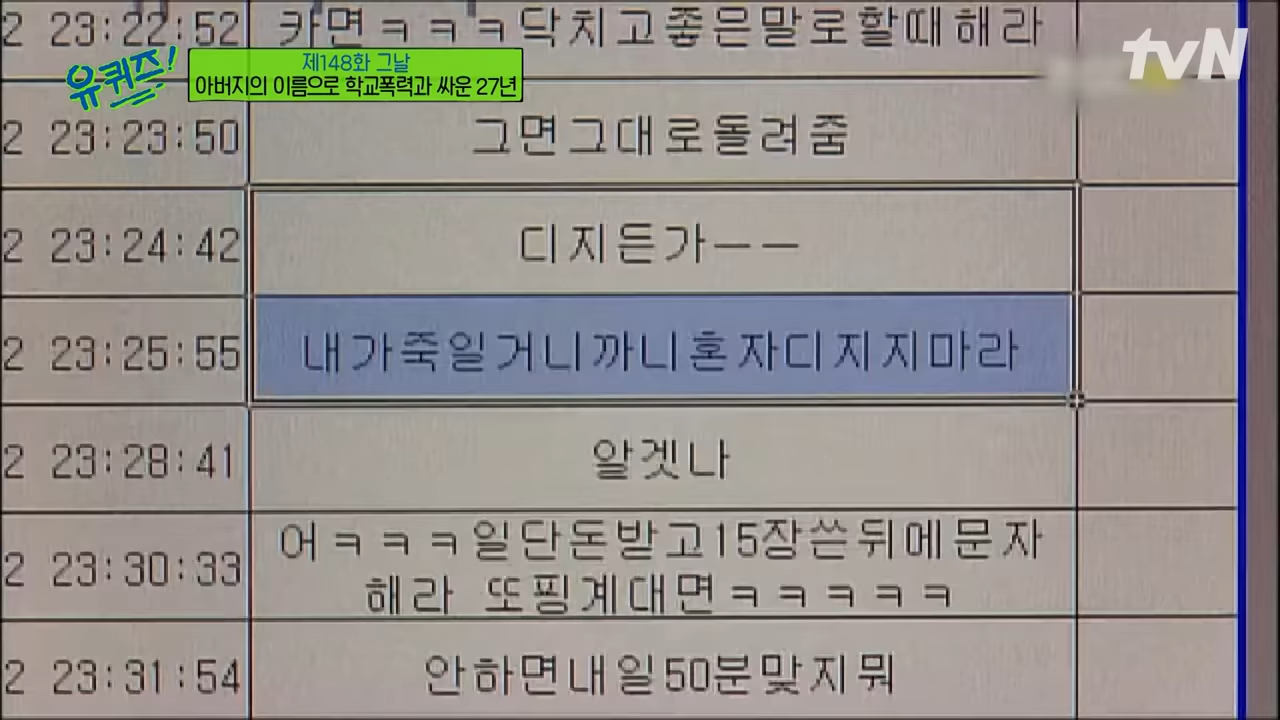 유퀴즈!
제148화 그날
아버지의 이름으로 학교폭력과 싸운 27년
tvN
2 23:22:52 카면ㅋㅋㅋ닥치고좋은말로할때해라
2 23:23:50 그면그대로돌려줌
2 23:24:42 디지든가ㅡㅡ
2 23:25:55 내가죽일거니까니혼자디지지마라
2 23:28:41 알겟나
2 23:30:33 어ㅋㅋㅋ일단돈받고15장쓷뒤에문자
해라 또핑계대면ㅋㅋㅋㅋㅋ
2 23:31:54 안하면내일50분맞지뭐